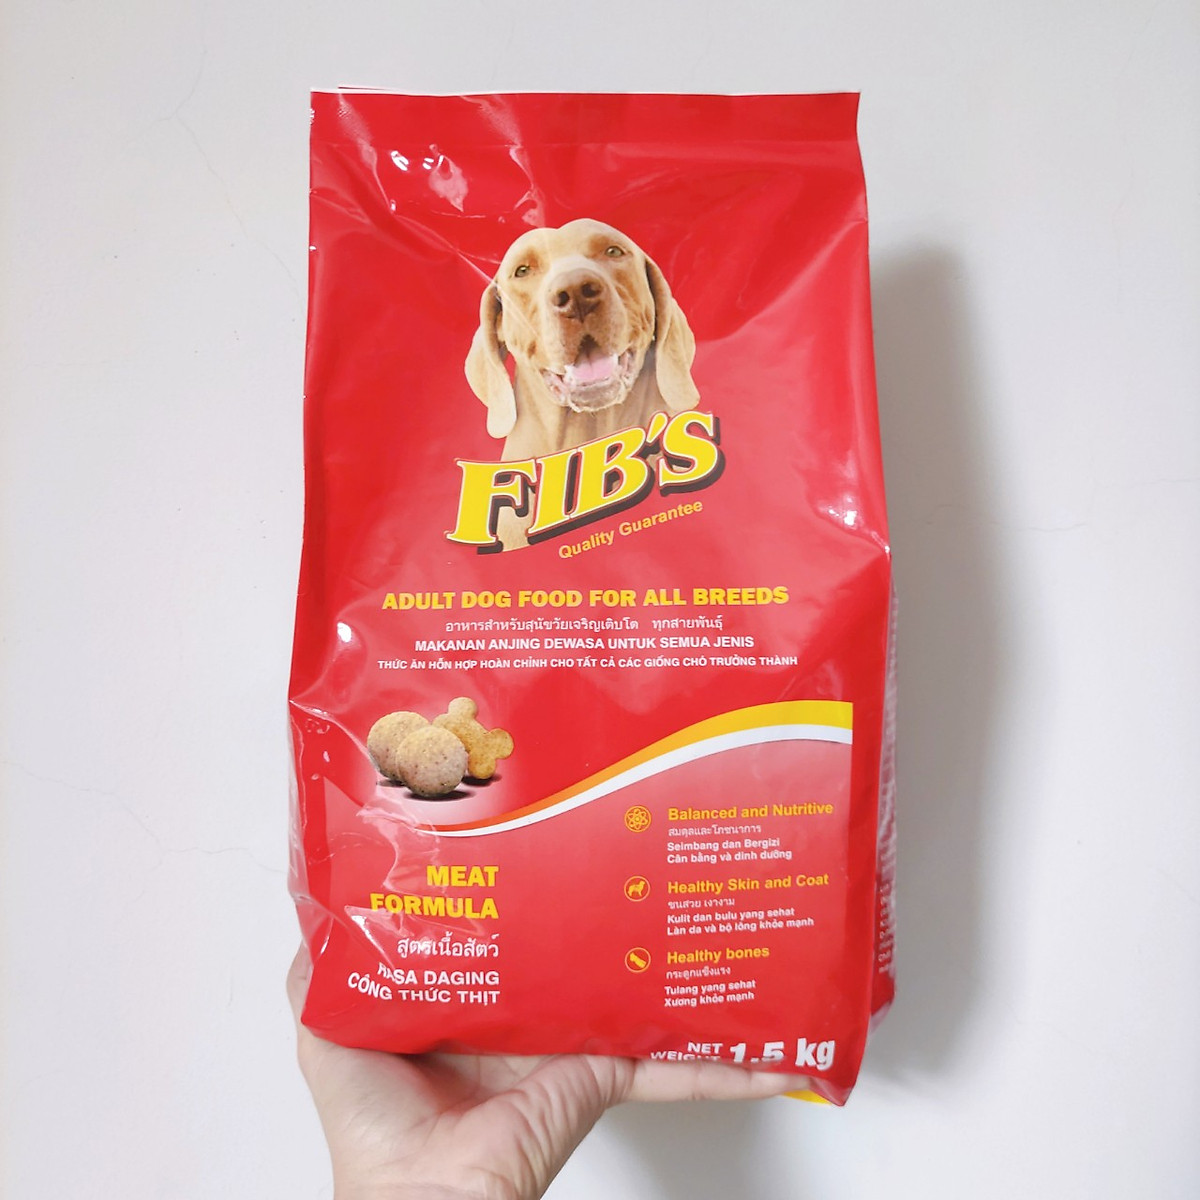 FIB'S
Quality Guarantee
ADULT DOG FOOD FOR ALL BREEDS
อาหารสำหรับสุนัขวัยเจริญเติบโต ทุกสายพันธุ์
MAKANAN ANJING DEWASA UNTUK SEMUA JENIS
THỨC ĂN HỖN HỢP HOÀN CHỈNH CHO TẤT CẢ CÁC GIỐNG CHÓ TRƯỞNG THÀNH
MEAT
FORMULA
สูตรเนื้อสัตว์
RASA DAGING
CÔNG THỨC THỊT
Balanced and Nutritive
สมดุลและโภชนาการ
Seimbang dan Bergizi
Cân bằng và dinh dưỡng
Healthy Skin and Coat
ขนสวย เงางาม
Kulit dan bulu yang sehat
Làn da và bộ lông khỏe mạnh
Healthy bones
กระดูกแข็งแรง
Tulang yang sehat
Xương khỏe mạnh
NET
WEIGHT 1.5 kg